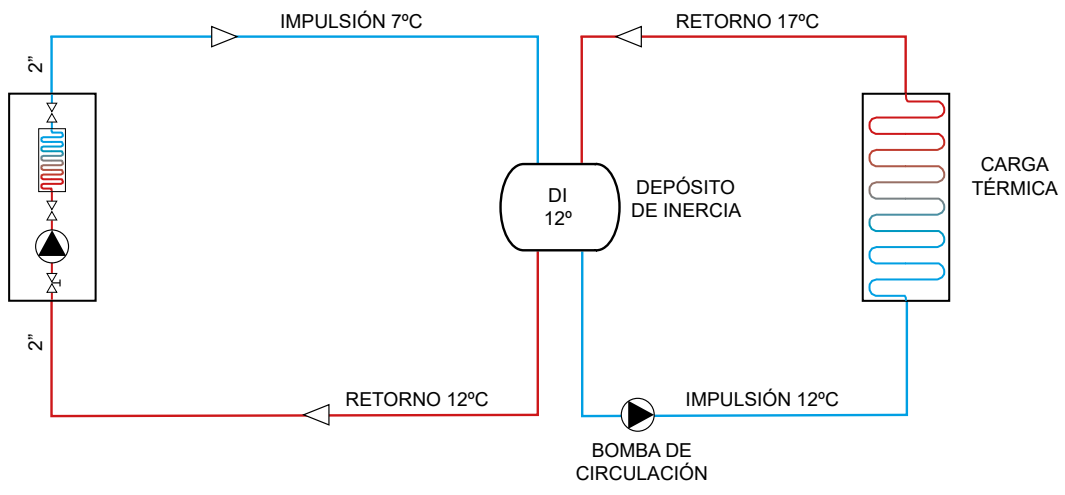 IMPULSIÓN 7ºC
RETORNO 17ºC
2”
DI
12º
DEPÓSITO
DE INERCIA
CARGA
TÉRMICA
2”
RETORNO 12ºC
IMPULSIÓN 12ºC
BOMBA DE
CIRCULACIÓN